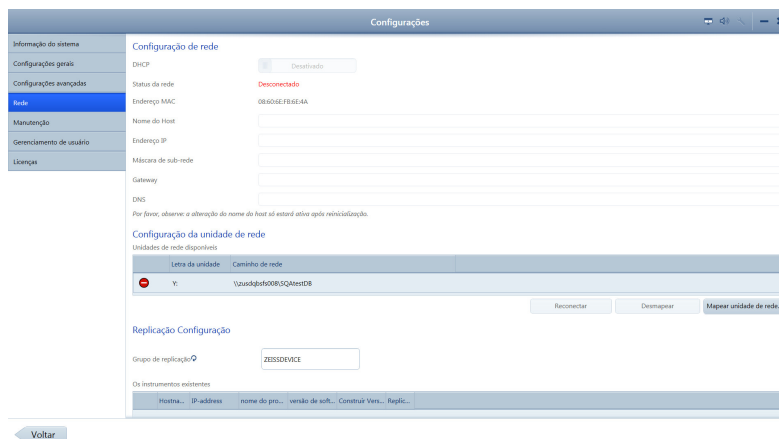 Configurações
Informação do sistema
Configurações gerais
Configurações avançadas
Rede
Manutenção
Gerenciamento de usuário
Licenças
Configuração de rede
DHCP Desativado
Status da rede Desconectado
Endereço MAC 08:60:6E:FB:6E:4A
Nome do Host
Endereço IP
Máscara de sub-rede
Gateway
DNS
Por favor, observe: a alteração do nome do host só estará ativa após reinicialização.
Configuração da unidade de rede
Unidades de rede disponíveis
Letra da unidade Caminho de rede
Y: \\zusdqbsfs008\SQAtestDB
Reconectar Desmapear Mapear unidade de rede.
Replicação Configuração
Grupo de replicação ZEISSDEVICE
Os instrumentos existentes
Hostna... IP-address nome do pro... versão de soft... Construir Vers... Replic...
Voltar